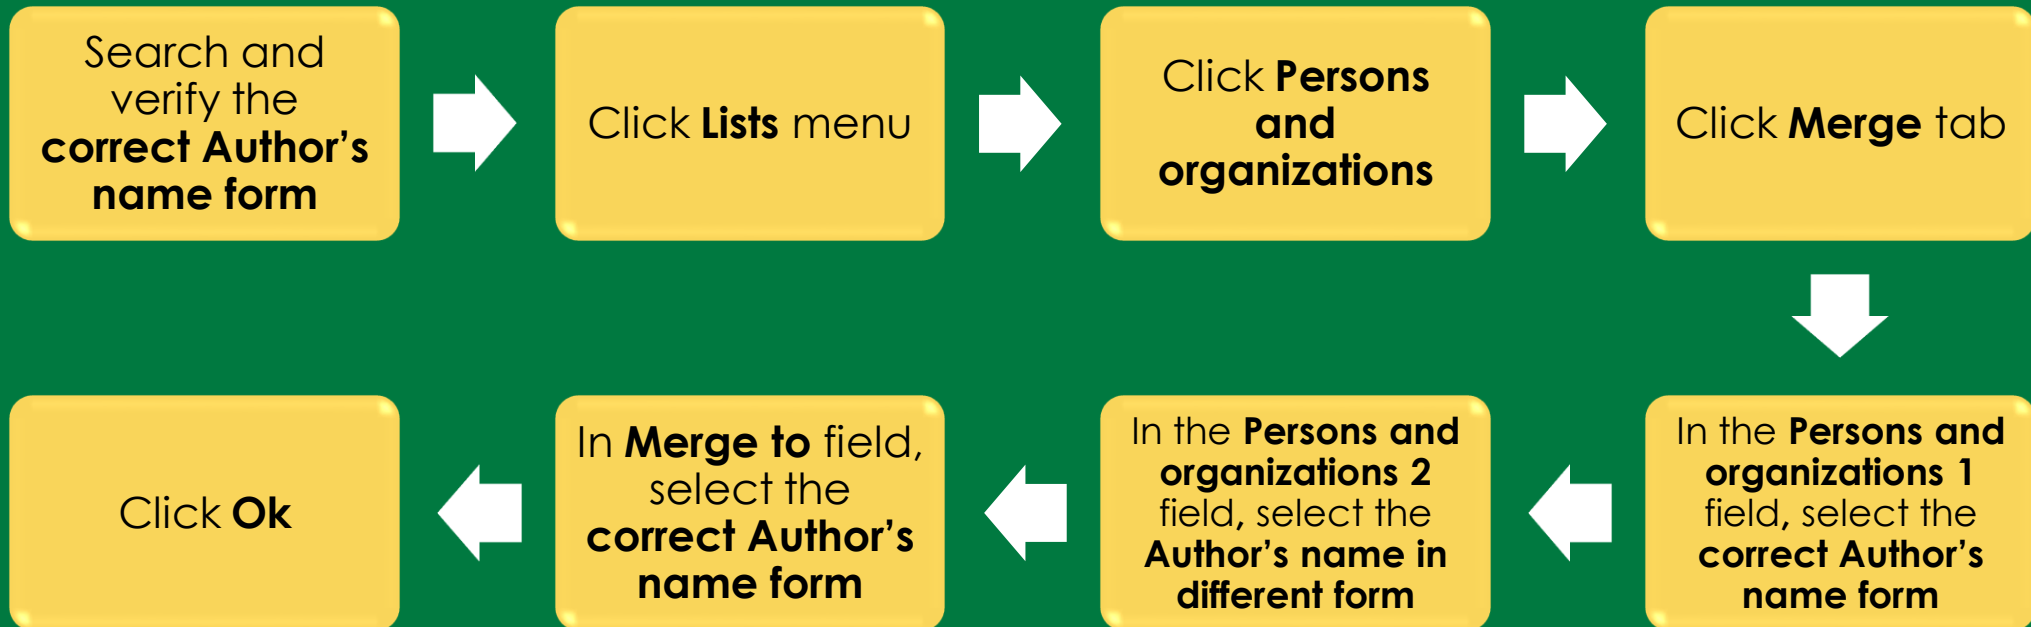 Search and
verify the
correct Author’s
name form
Click Lists menu
Click Persons
and
organizations
Click Merge tab
In the Persons and
organizations 1
field, select the
correct Author’s
name form
In the Persons and
organizations 2
field, select the
Author’s name in
different form
In Merge to field,
select the
correct Author’s
name form
Click Ok